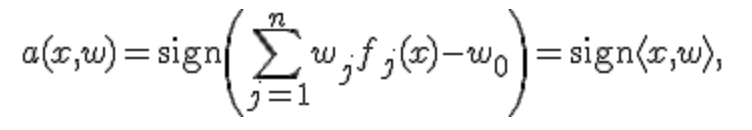 a(x,w) = sign(∑_{j=1}^{n} w_j f_j(x) − w_0) = sign⟨x,w⟩,